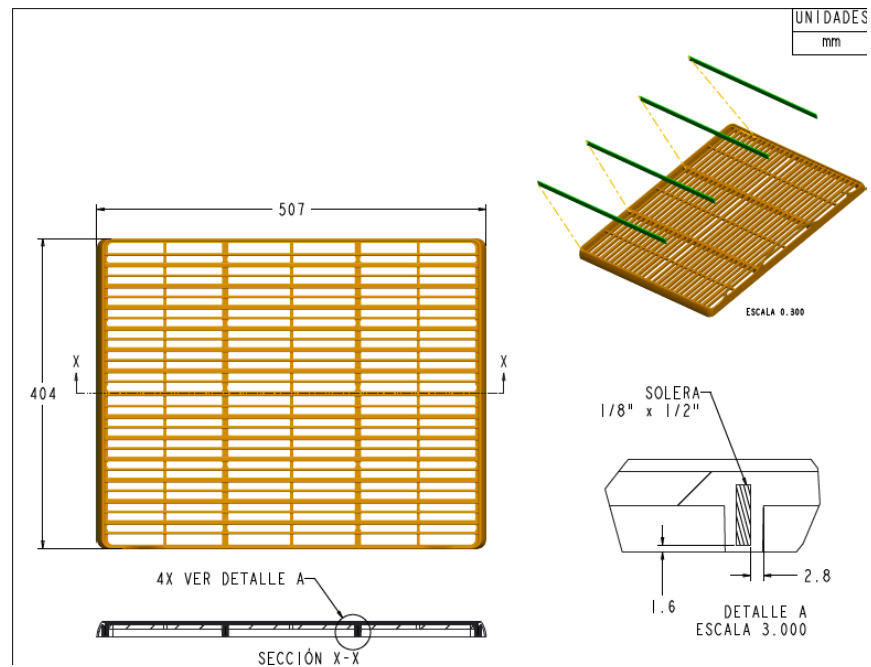 UNIDADES
mm
507
ESCALA 0.300
X
X
404
SOLERA
1/8" x 1/2"
4X VER DETALLE A
2.8
1.6
DETALLE A
ESCALA 3.000
SECCIÓN X-X